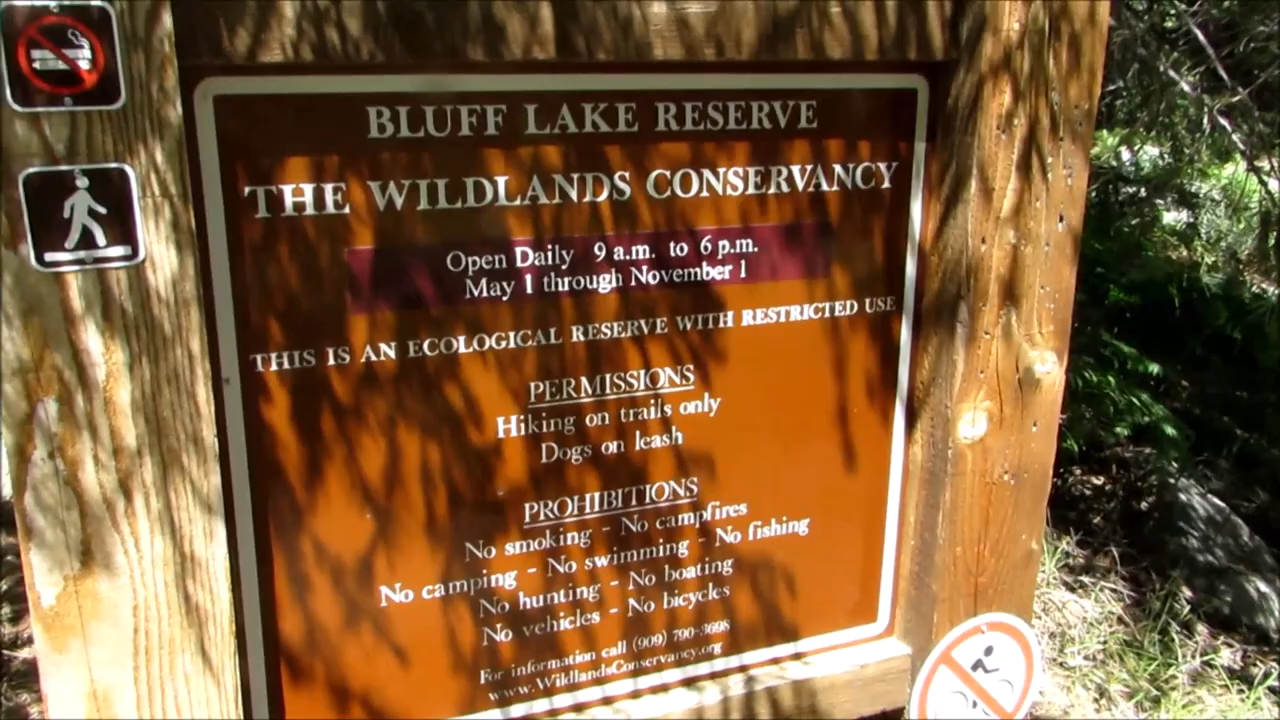 BLUFF LAKE RESERVE
THE WILDLANDS CONSERVANCY
Open Daily 9 a.m. to 6 p.m.
May 1 through November 1
THIS IS AN ECOLOGICAL RESERVE WITH RESTRICTED USE
PERMISSIONS
Hiking on trails only
Dogs on leash
PROHIBITIONS
No smoking - No campfires
No camping - No swimming - No fishing
No hunting - No boating
No vehicles - No bicycles
For information call (909) 790-3698
www.WildlandsConservancy.org